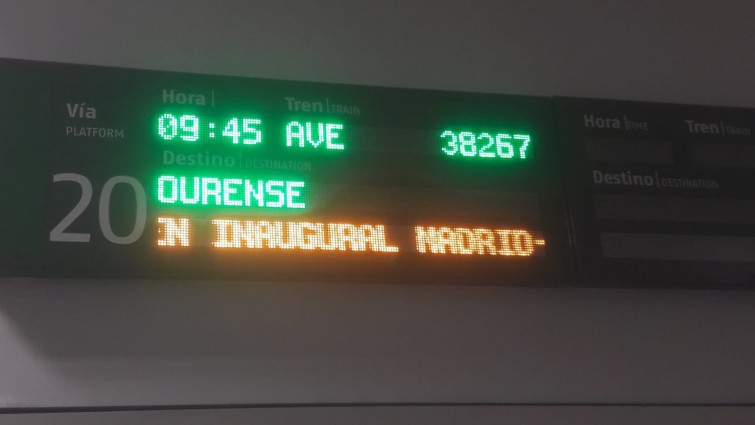 Vía
PLATFORM
20
Hora
Tren | TRAIN
09:45 AVE 38267
Destino | DESTINATION
OURENSE
EN INAUGURAL MADRID-
Hora | TIME
Tren | TRAIN
Destino | DESTINATION